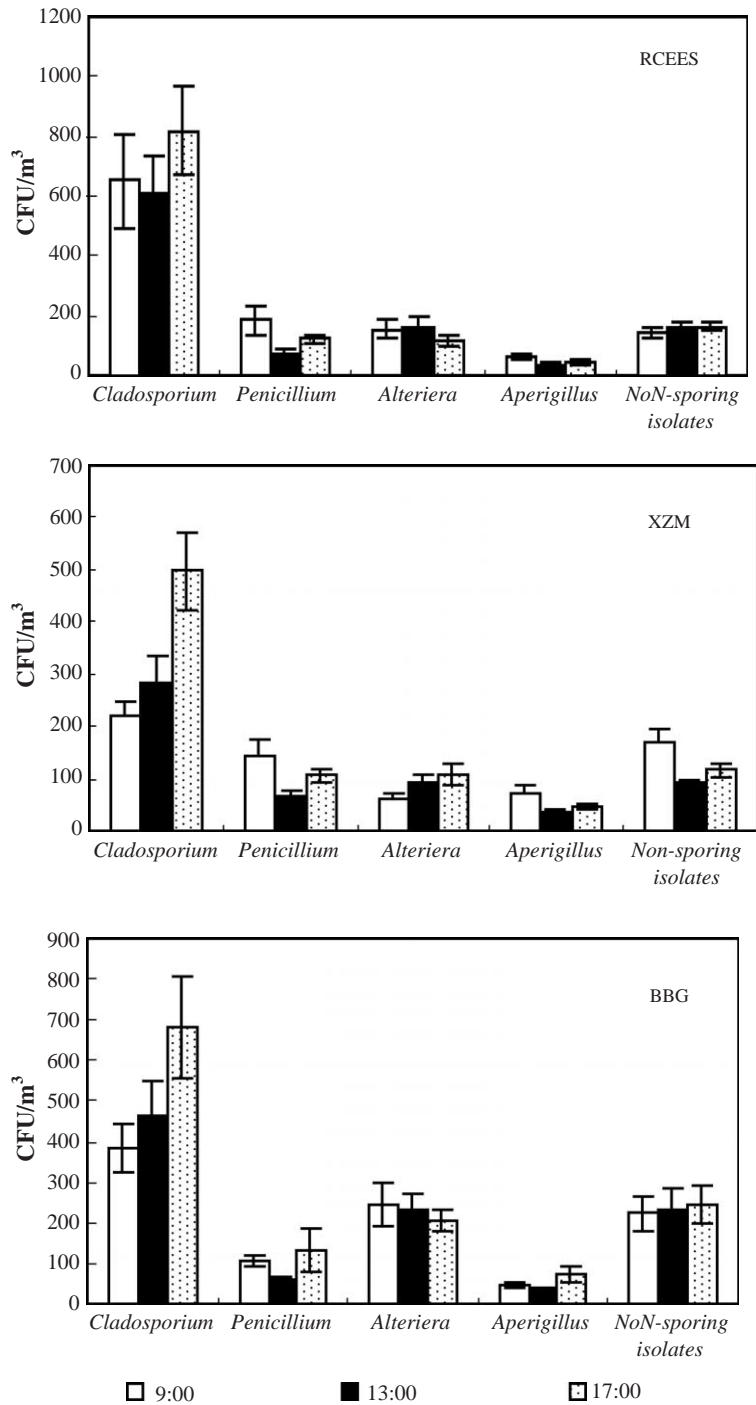 1200
1000
800
600
400
200
0
CFU/m³
RCEES
Cladosporium Penicillium Alteriera Aperigillus NoN-sporing
isolates
700
600
500
400
300
200
100
0
CFU/m³
XZM
Cladosporium Penicillium Alteriera Aperigillus Non-sporing
isolates
900
800
700
600
500
400
300
200
100
0
CFU/m³
BBG
Cladosporium Penicillium Alteriera Aperigillus NoN-sporing
isolates
9:00 13:00 17:00